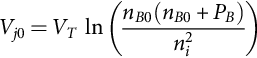 V_{j0} = V_T ln ( n_{B0}(n_{B0} + P_B) / n_i^2 )